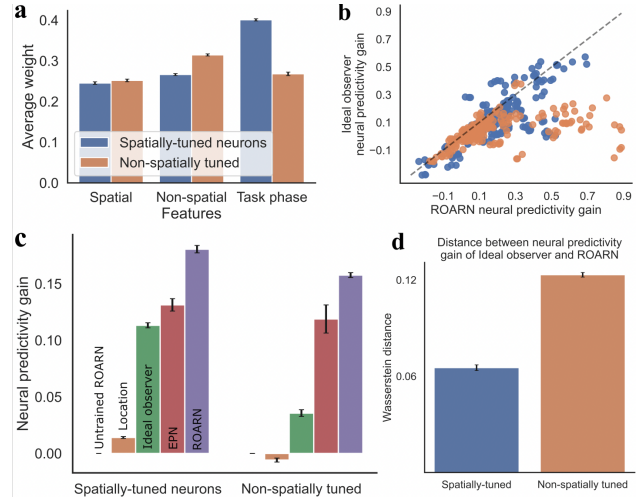 a
0.4
0.3
0.2
0.1
0.0
Average weight
Spatially-tuned neurons
Non-spatially tuned
Spatial
Non-spatial
Task phase
Features
b
0.9
0.7
0.5
0.3
0.1
−0.1
Ideal observer
neural predictivity gain
−0.1
0.1
0.3
0.5
0.7
0.9
ROARN neural predictivity gain
c
0.15
0.10
0.05
0.00
Neural predictivity gain
Untrained ROARN
Location
Ideal observer
EPN
ROARN
Spatially-tuned neurons
Non-spatially tuned
d
Distance between neural predictivity
gain of Ideal observer and ROARN
0.12
0.06
Wasserstein distance
Spatially-tuned
Non-spatially tuned